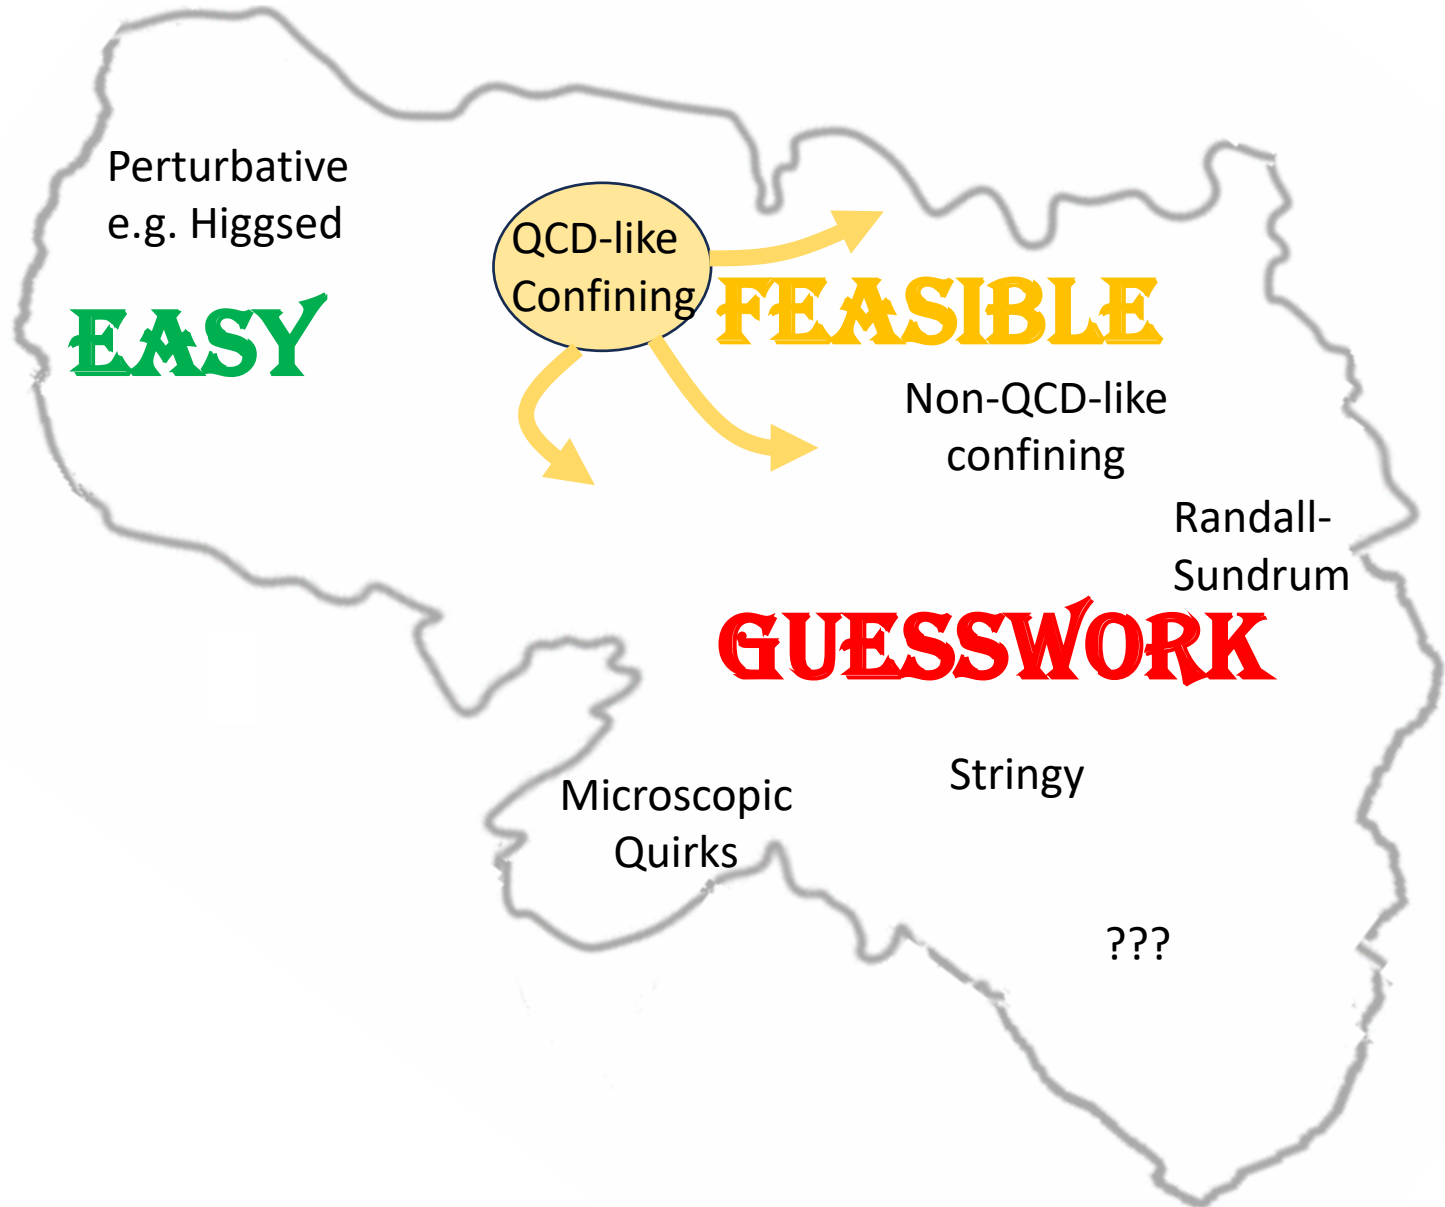 Perturbative
e.g. Higgsed
EASY
QCD-like
Confining
FEASIBLE
Non-QCD-like
confining
Randall-
Sundrum
GUESSWORK
Stringy
Microscopic
Quirks
???